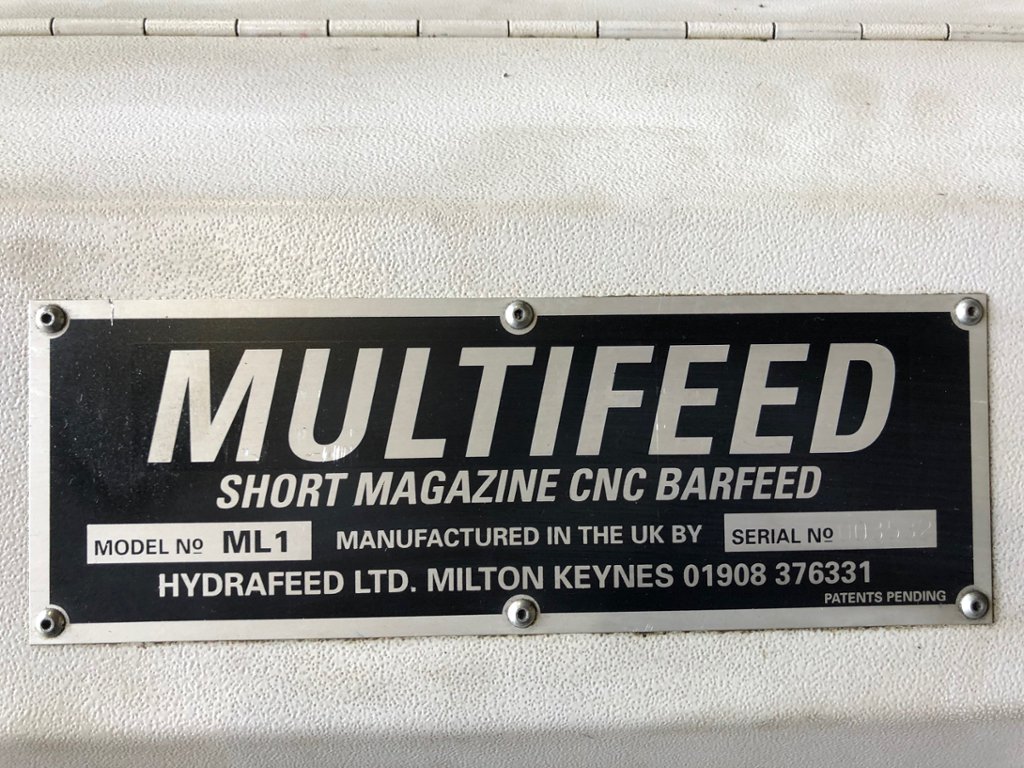 MULTIFEED
SHORT MAGAZINE CNC BARFEED
MODEL Nº ML1 MANUFACTURED IN THE UK BY SERIAL Nº
HYDRAFEED LTD. MILTON KEYNES 01908 376331
PATENTS PENDING